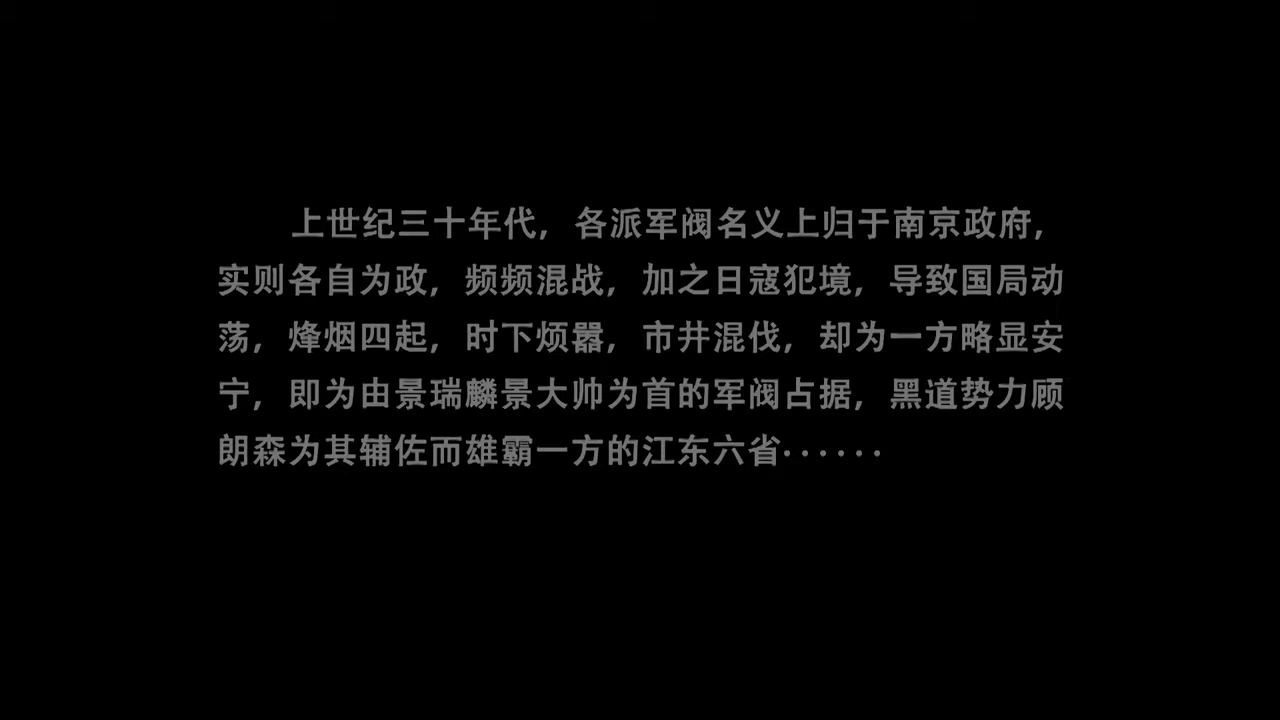 上世纪三十年代，各派军阀名义上归于南京政府，
实则各自为政，频频混战，加之日寇犯境，导致国局动
荡，烽烟四起，时下烦嚣，市井混伐，却为一方略显安
宁，即为由景瑞麟景大帅为首的军阀占据，黑道势力顾
朗森为其辅佐而雄霸一方的江东六省······